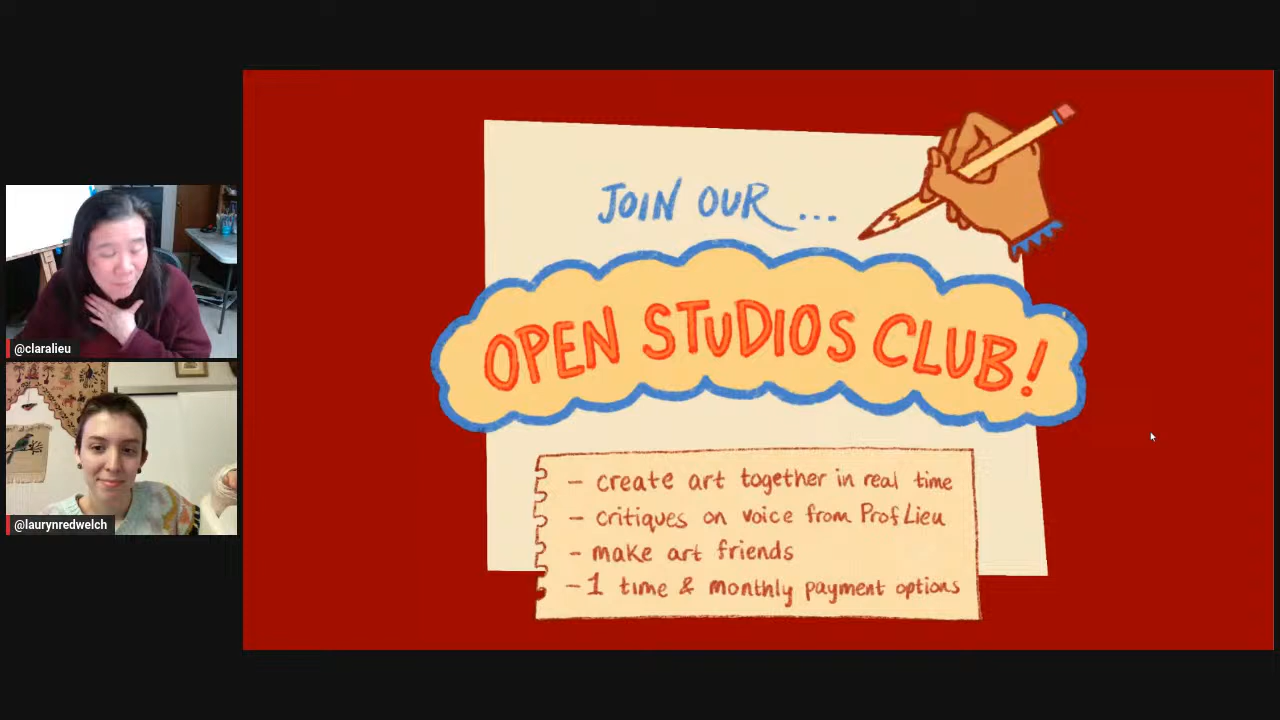 JOIN OUR ...
OPEN STUDIOS CLUB!
- create art together in real time
- critiques on voice from Prof Lieu
- make art friends
- 1 time & monthly payment options
@claralieu
@laurynredwelch